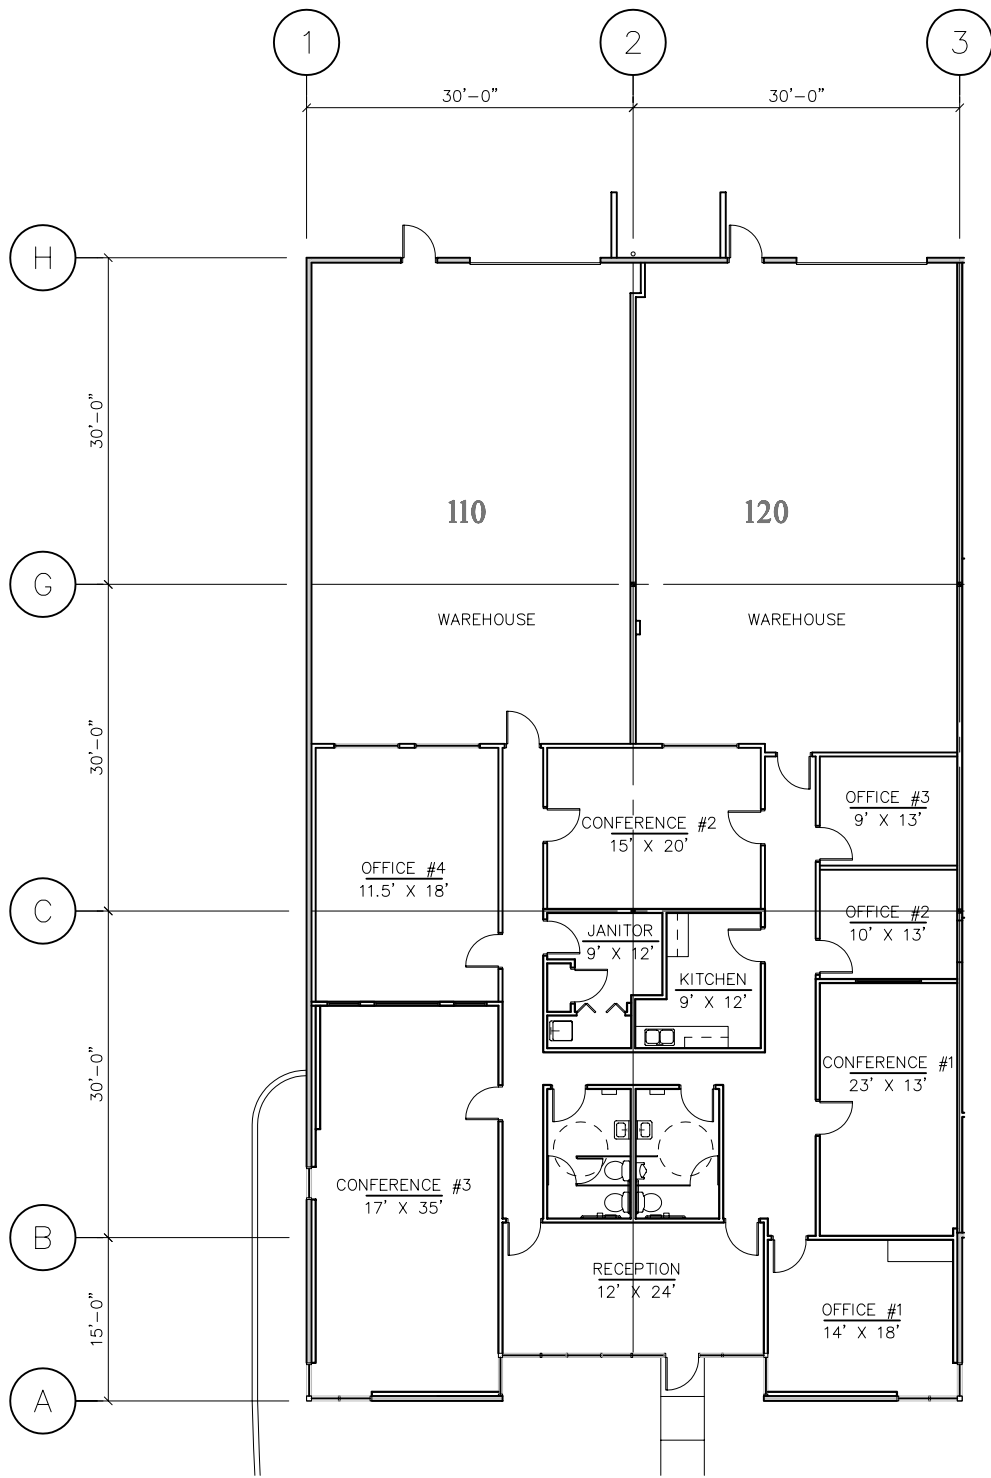 1
2
3
30'-0"
30'-0"
H
30'-0"
110
120
G
WAREHOUSE
WAREHOUSE
30'-0"
OFFICE #3
9' X 13'
CONFERENCE #2
15' X 20'
OFFICE #4
11.5' X 18'
C
OFFICE #2
10' X 13'
JANITOR
9' X 12'
KITCHEN
9' X 12'
30'-0"
CONFERENCE #1
23' X 13'
CONFERENCE #3
17' X 35'
B
RECEPTION
12' X 24'
15'-0"
OFFICE #1
14' X 18'
A